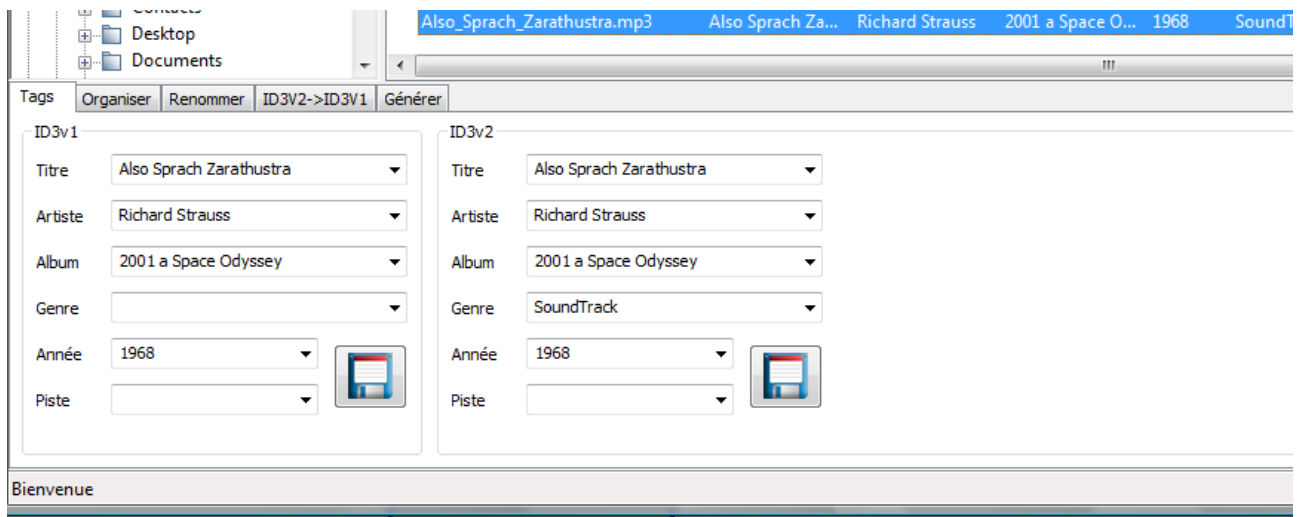 Contacts
Also_Sprach_Zarathustra.mp3 Also Sprach Za... Richard Strauss 2001 a Space O... 1968 SoundT
Desktop
Documents
Tags Organiser Renommer ID3V2->ID3V1 Générer
ID3v1
Titre Also Sprach Zarathustra
Artiste Richard Strauss
Album 2001 a Space Odyssey
Genre
Année 1968
Piste
ID3v2
Titre Also Sprach Zarathustra
Artiste Richard Strauss
Album 2001 a Space Odyssey
Genre SoundTrack
Année 1968
Piste
Bienvenue